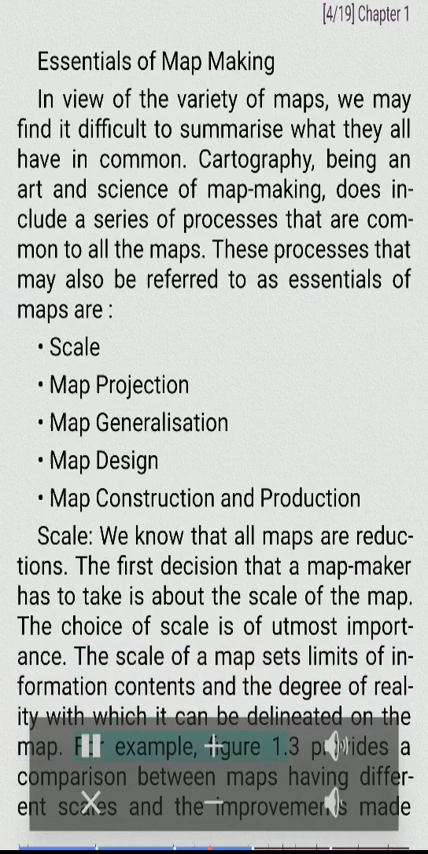 [4/19] Chapter 1
Essentials of Map Making
In view of the variety of maps, we may
find it difficult to summarise what they all
have in common. Cartography, being an
art and science of map-making, does in-
clude a series of processes that are com-
mon to all the maps. These processes that
may also be referred to as essentials of
maps are :
• Scale
• Map Projection
• Map Generalisation
• Map Design
• Map Construction and Production
Scale: We know that all maps are reduc-
tions. The first decision that a map-maker
has to take is about the scale of the map.
The choice of scale is of utmost import-
ance. The scale of a map sets limits of in-
formation contents and the degree of real-
ity with which it can be delineated on the
map. For example, figure 1.3 provides a
comparison between maps having differ-
ent scales and the improvements made